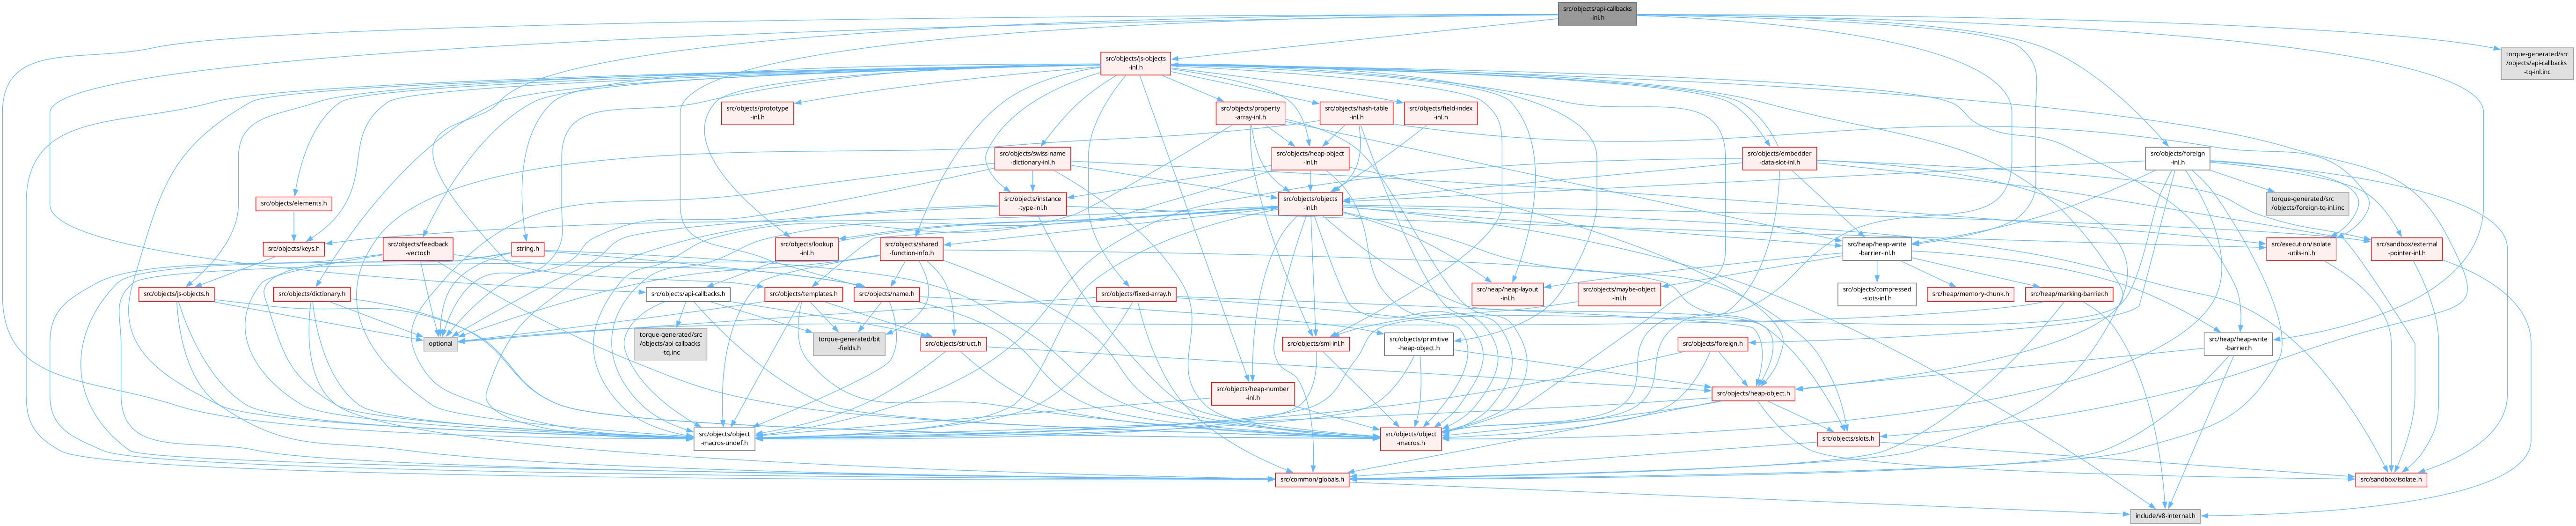 src/objects/api-callbacks
-inl.h
src/objects/js-objects
-inl.h
torque-generated/src
/objects/api-callbacks
-tq-inl.inc
src/objects/prototype
-inl.h
src/objects/property
-array-inl.h
src/objects/hash-table
-inl.h
src/objects/field-index
-inl.h
src/objects/swiss-name
-dictionary-inl.h
src/objects/heap-object
-inl.h
src/objects/embedder
-data-slot-inl.h
src/objects/foreign
-inl.h
src/objects/elements.h
src/objects/instance
-type-inl.h
src/objects/objects
-inl.h
torque-generated/src
/objects/foreign-tq-inl.inc
src/objects/keys.h
src/objects/feedback
-vector.h
string.h
src/objects/lookup
-inl.h
src/objects/shared
-function-info.h
src/heap/heap-write
-barrier-inl.h
src/execution/isolate
-utils-inl.h
src/sandbox/external
-pointer-inl.h
src/objects/js-objects.h
src/objects/dictionary.h
src/objects/api-callbacks.h
src/objects/templates.h
src/objects/name.h
src/objects/fixed-array.h
src/heap/heap-layout
-inl.h
src/objects/maybe-object
-inl.h
src/objects/compressed
-slots-inl.h
src/heap/memory-chunk.h
src/heap/marking-barrier.h
optional
torque-generated/src
/objects/api-callbacks
-tq.inc
torque-generated/bit
-fields.h
src/objects/struct.h
src/objects/smi-inl.h
src/objects/primitive
-heap-object.h
src/objects/foreign.h
src/heap/heap-write
-barrier.h
src/objects/heap-number
-inl.h
src/objects/heap-object.h
src/objects/object
-macros-undef.h
src/objects/object
-macros.h
src/objects/slots.h
src/common/globals.h
src/sandbox/isolate.h
include/v8-internal.h